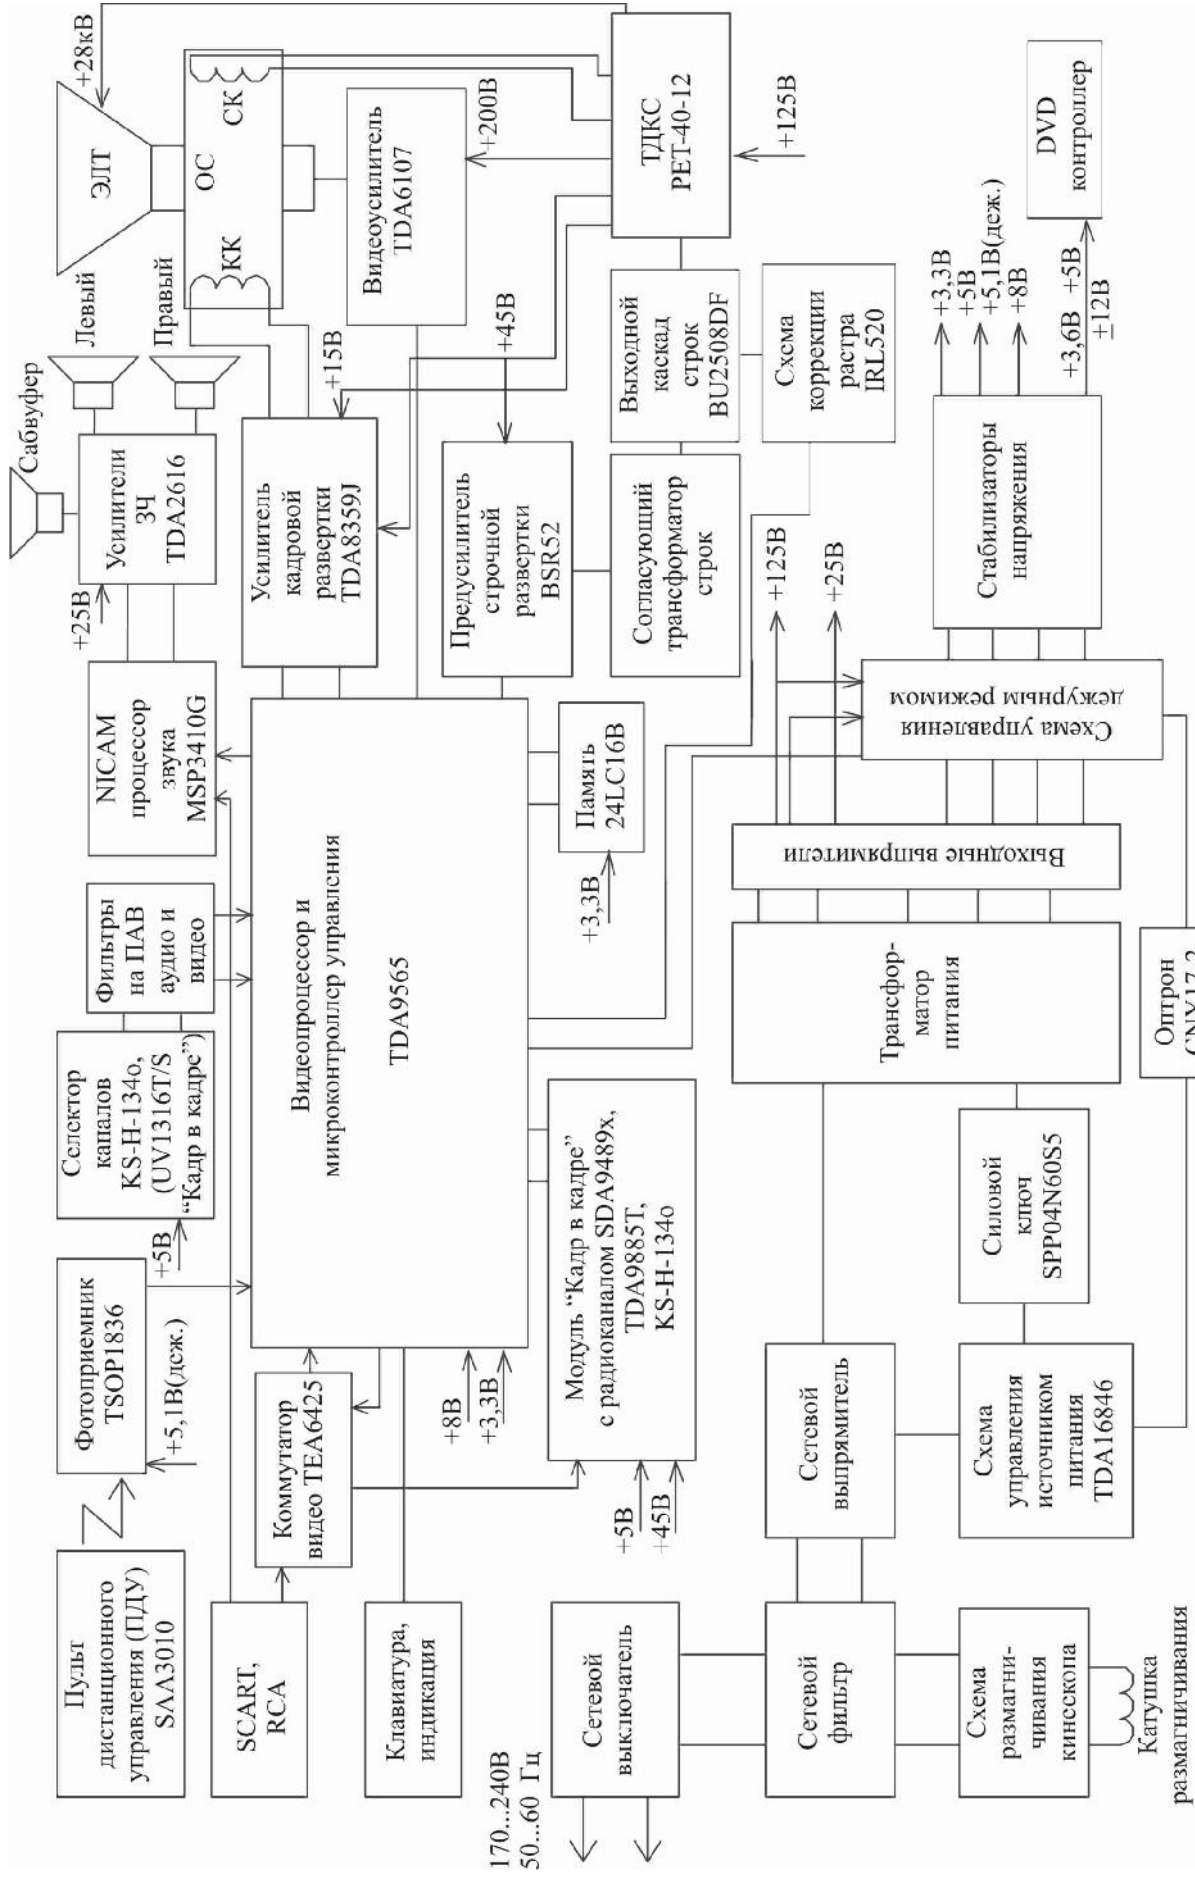 Пульт
дистанционного
управления (ПДУ)
SAA3010
Фотоприемник
TSOP1836
+5,1В(деж.)
Селектор
каналов
KS-H-134o,
(UV1316T/S
“Кадр в кадре”)
+5В
Фильтры
на ПАВ
аудио и
видео
NICAM
процессор
звука
MSP3410G
+25В
Усилители
ЗЧ
TDA2616
Сабвуфер
Левый
Правый
ЭЛТ
+28кВ
SCART,
RCA
Коммутатор
видео TEA6425
Клавиатура,
индикация
+8В
+3,3В
Видеопроцессор и
микроконтроллер управления
TDA9565
Усилитель
кадровой
развертки
TDA8359J
+15В
КК
ОС
СК
Видеоусилитель
TDA6107
+200В
Предусилитель
строчной
развертки
BSR52
+45В
Память
24LC16B
+3,3В
Модуль “Кадр в кадре”
с радиоканалом SDA9489x,
TDA9885T,
KS-H-134o
+5В
+45В
Согласующий
трансформатор
строк
Выходной
каскад
строк
BU2508DF
ТДКС
PET-40-12
+125В
Схема
коррекции
растра
IRL520
170...240В
50...60 Гц
Сетевой
выключатель
Сетевой
фильтр
Сетевой
выпрямитель
Схема
размагни-
чивания
кинескопа
Катушка
размагничивания
Схема
управления
источником
питания
TDA16846
Силовой
ключ
SPP04N60S5
Трансфор-
матор
питания
Выходные выпрямители
+125В
+25В
Схема управления
дежурным режимом
Оптрон
CNY17-2
Стабилизаторы
напряжения
+3,3В
+5В
+5,1В(деж.)
+8В
+3,6В +5В
±12В
DVD
контроллер